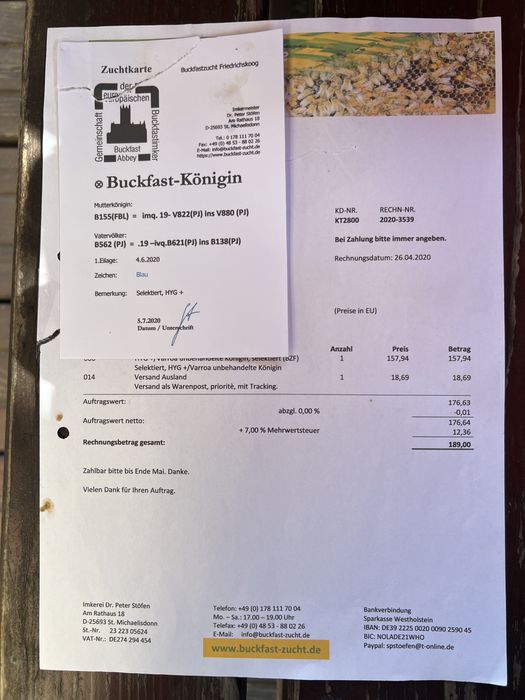 Zuchtkarte
Buckfastzucht Friedrichskoog
Gemeinschaft
der
europäischen
Buckfastimker
Buckfast
Abbey
Imkermeister
Dr. Peter Stöfen
Am Rathaus 18
D-25693 St. Michaelisdonn
Tel.: 0 178 111 70 04
Fax: +49 (0) 48 53 - 88 02 26
E-Mail: info@buckfast-zucht.de
https://www.buckfast-zucht.de
⊗ Buckfast-Königin
Mutterkönigin:
B155(FBL) = imq. 19- V822(PJ) ins V880 (PJ)
Vatervölker:
B562 (PJ) = .19 –ivq.B621(PJ) ins B138(PJ)
1.Eilage: 4.6.2020
Zeichen: Blau
Bemerkung: Selektiert, HYG +
5.7.2020
Datum / Unterschrift
KD-NR. RECHN-NR.
KT2800 2020-3539
Bei Zahlung bitte immer angeben.
Rechnungsdatum: 26.04.2020
(Preise in EU)
Anzahl Preis Betrag
HYG +/Varroa unbehandelte Königin, selektiert (BZF) 1 157,94 157,94
Selektiert, HYG +/Varroa unbehandelte Königin
014 Versand Ausland 1 18,69 18,69
Versand als Warenpost, priorité, mit Tracking.
Auftragswert: 176,63
abzgl. 0,00 % -0,01
Auftragswert netto: 176,64
+ 7,00 % Mehrwertsteuer 12,36
Rechnungsbetrag gesamt: 189,00
Zahlbar bitte bis Ende Mai. Danke.
Vielen Dank für Ihren Auftrag.
Imkerei Dr. Peter Stöfen
Am Rathaus 18
D-25693 St. Michaelisdonn
St.-Nr. 23 223 05624
VAT-Nr.: DE274 294 454
Telefon: +49 (0) 178 111 70 04
Mo. – Sa.: 17.00 – 19.00 Uhr
Telefax: +49 (0) 48 53 - 88 02 26
E-Mail: info@buckfast-zucht.de
www.buckfast-zucht.de
Bankverbindung
Sparkasse Westholstein
IBAN: DE39 2225 0020 0090 2590 45
BIC: NOLADE21WHO
Paypal: spstoefen@t-online.de